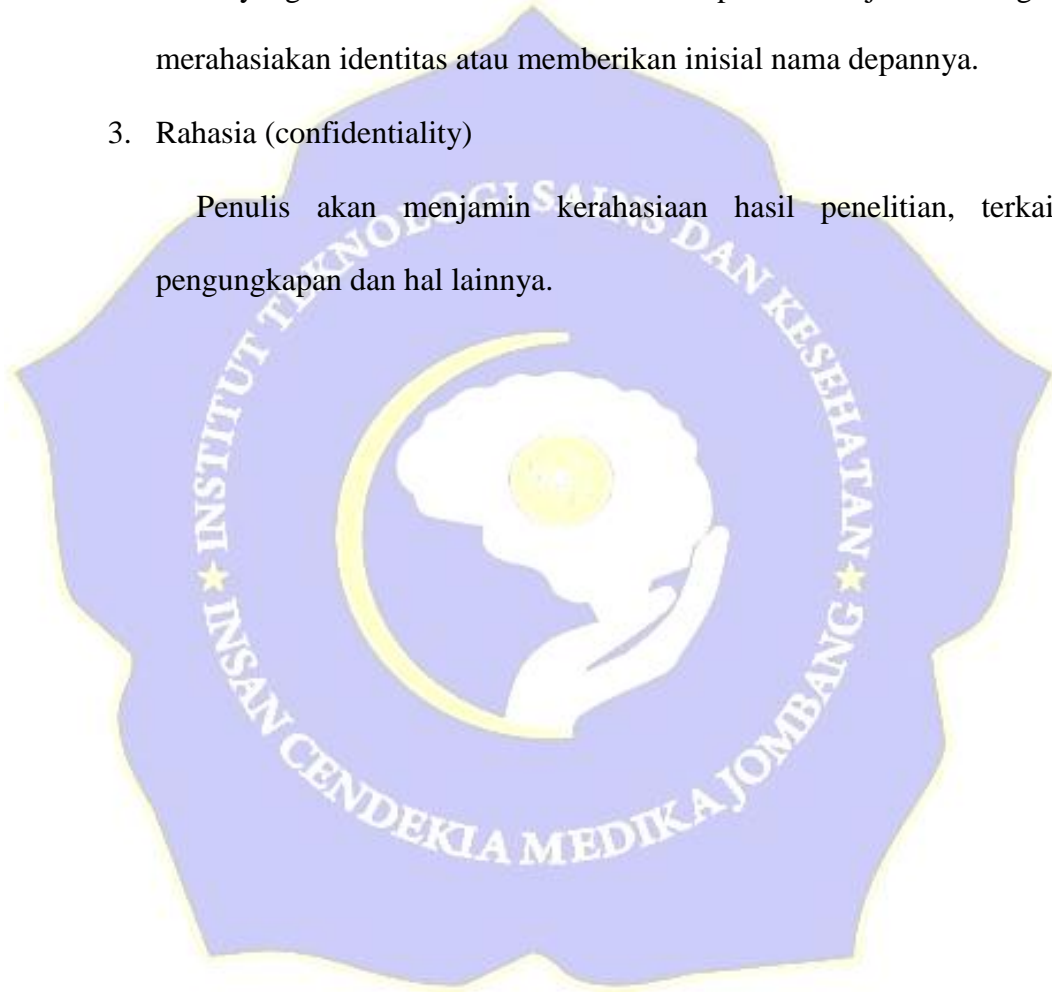 merahasiakan identitas atau memberikan inisial nama depannya.
3. Rahasia (confidentiality)
Penulis akan menjamin kerahasiaan hasil penelitian, terkai
pengungkapan dan hal lainnya.
INSTITUT TEKNOLOGI SAINS DAN KESEHATAN
★ INSAN CENDEKIA MEDIKA JOMBANG ★